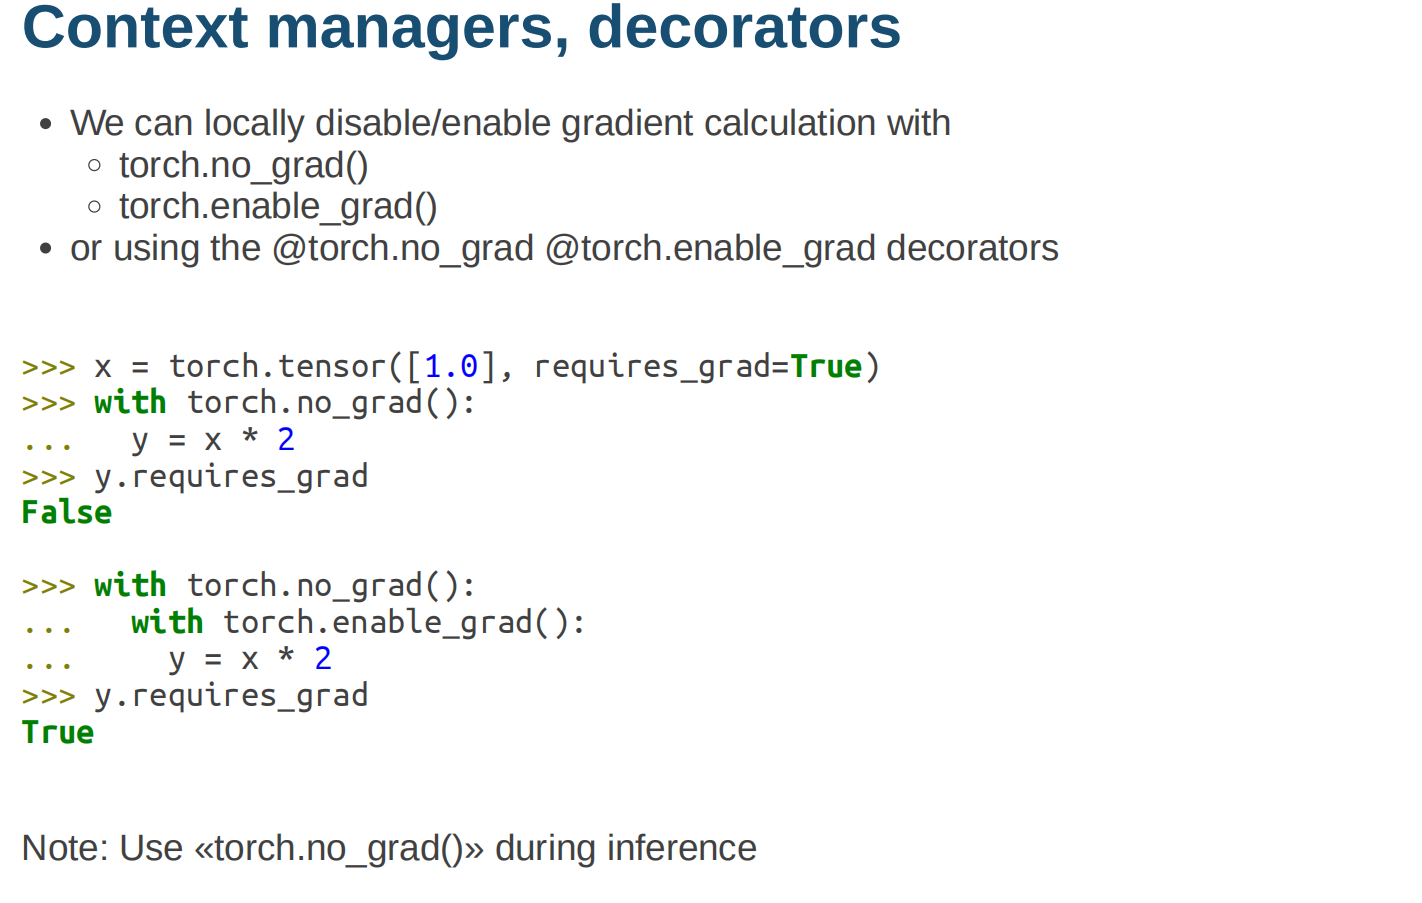 Context managers, decorators
• We can locally disable/enable gradient calculation with
○ torch.no_grad()
○ torch.enable_grad()
• or using the @torch.no_grad @torch.enable_grad decorators
>>> x = torch.tensor([1.0], requires_grad=True)
>>> with torch.no_grad():
...   y = x * 2
>>> y.requires_grad
False
>>> with torch.no_grad():
...   with torch.enable_grad():
...     y = x * 2
>>> y.requires_grad
True
Note: Use «torch.no_grad()» during inference